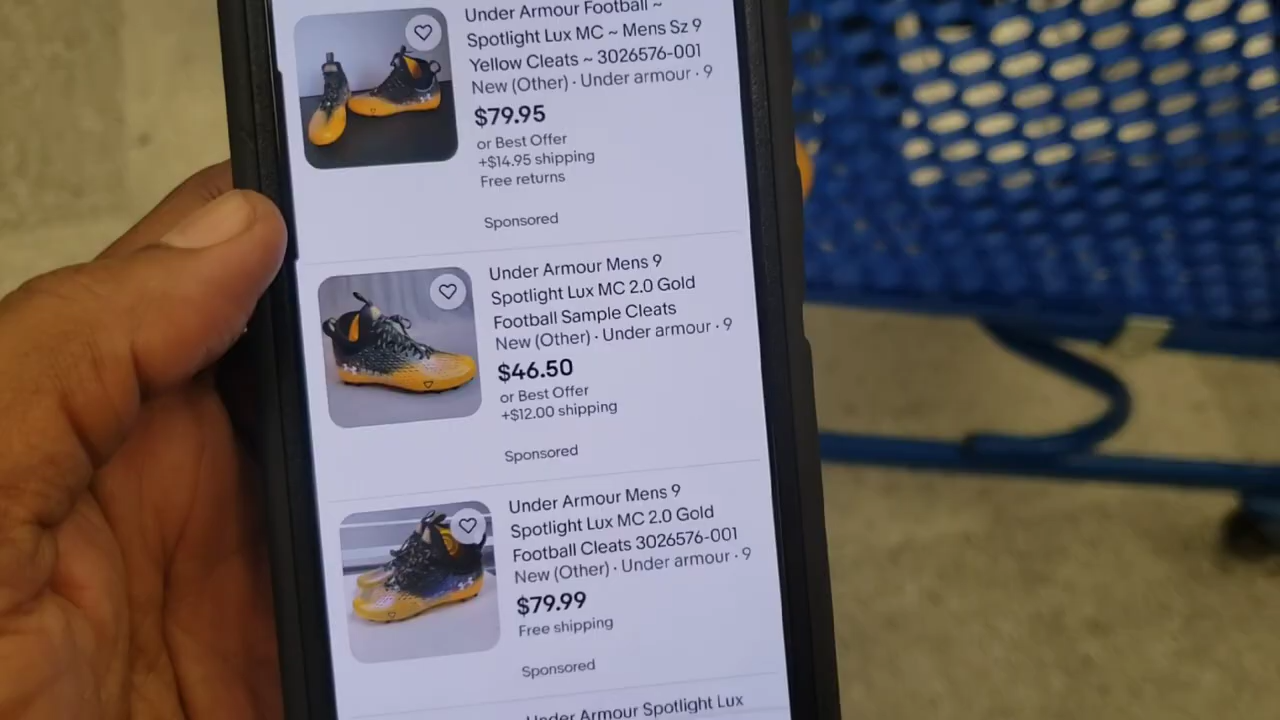 Under Armour Football ~
Spotlight Lux MC ~ Mens Sz 9
Yellow Cleats ~ 3026576-001
New (Other) · Under armour · 9
$79.95
or Best Offer
+$14.95 shipping
Free returns
Sponsored
Under Armour Mens 9
Spotlight Lux MC 2.0 Gold
Football Sample Cleats
New (Other) · Under armour · 9
$46.50
or Best Offer
+$12.00 shipping
Sponsored
Under Armour Mens 9
Spotlight Lux MC 2.0 Gold
Football Cleats 3026576-001
New (Other) · Under armour · 9
$79.99
Free shipping
Sponsored
Under Armour Spotlight Lux